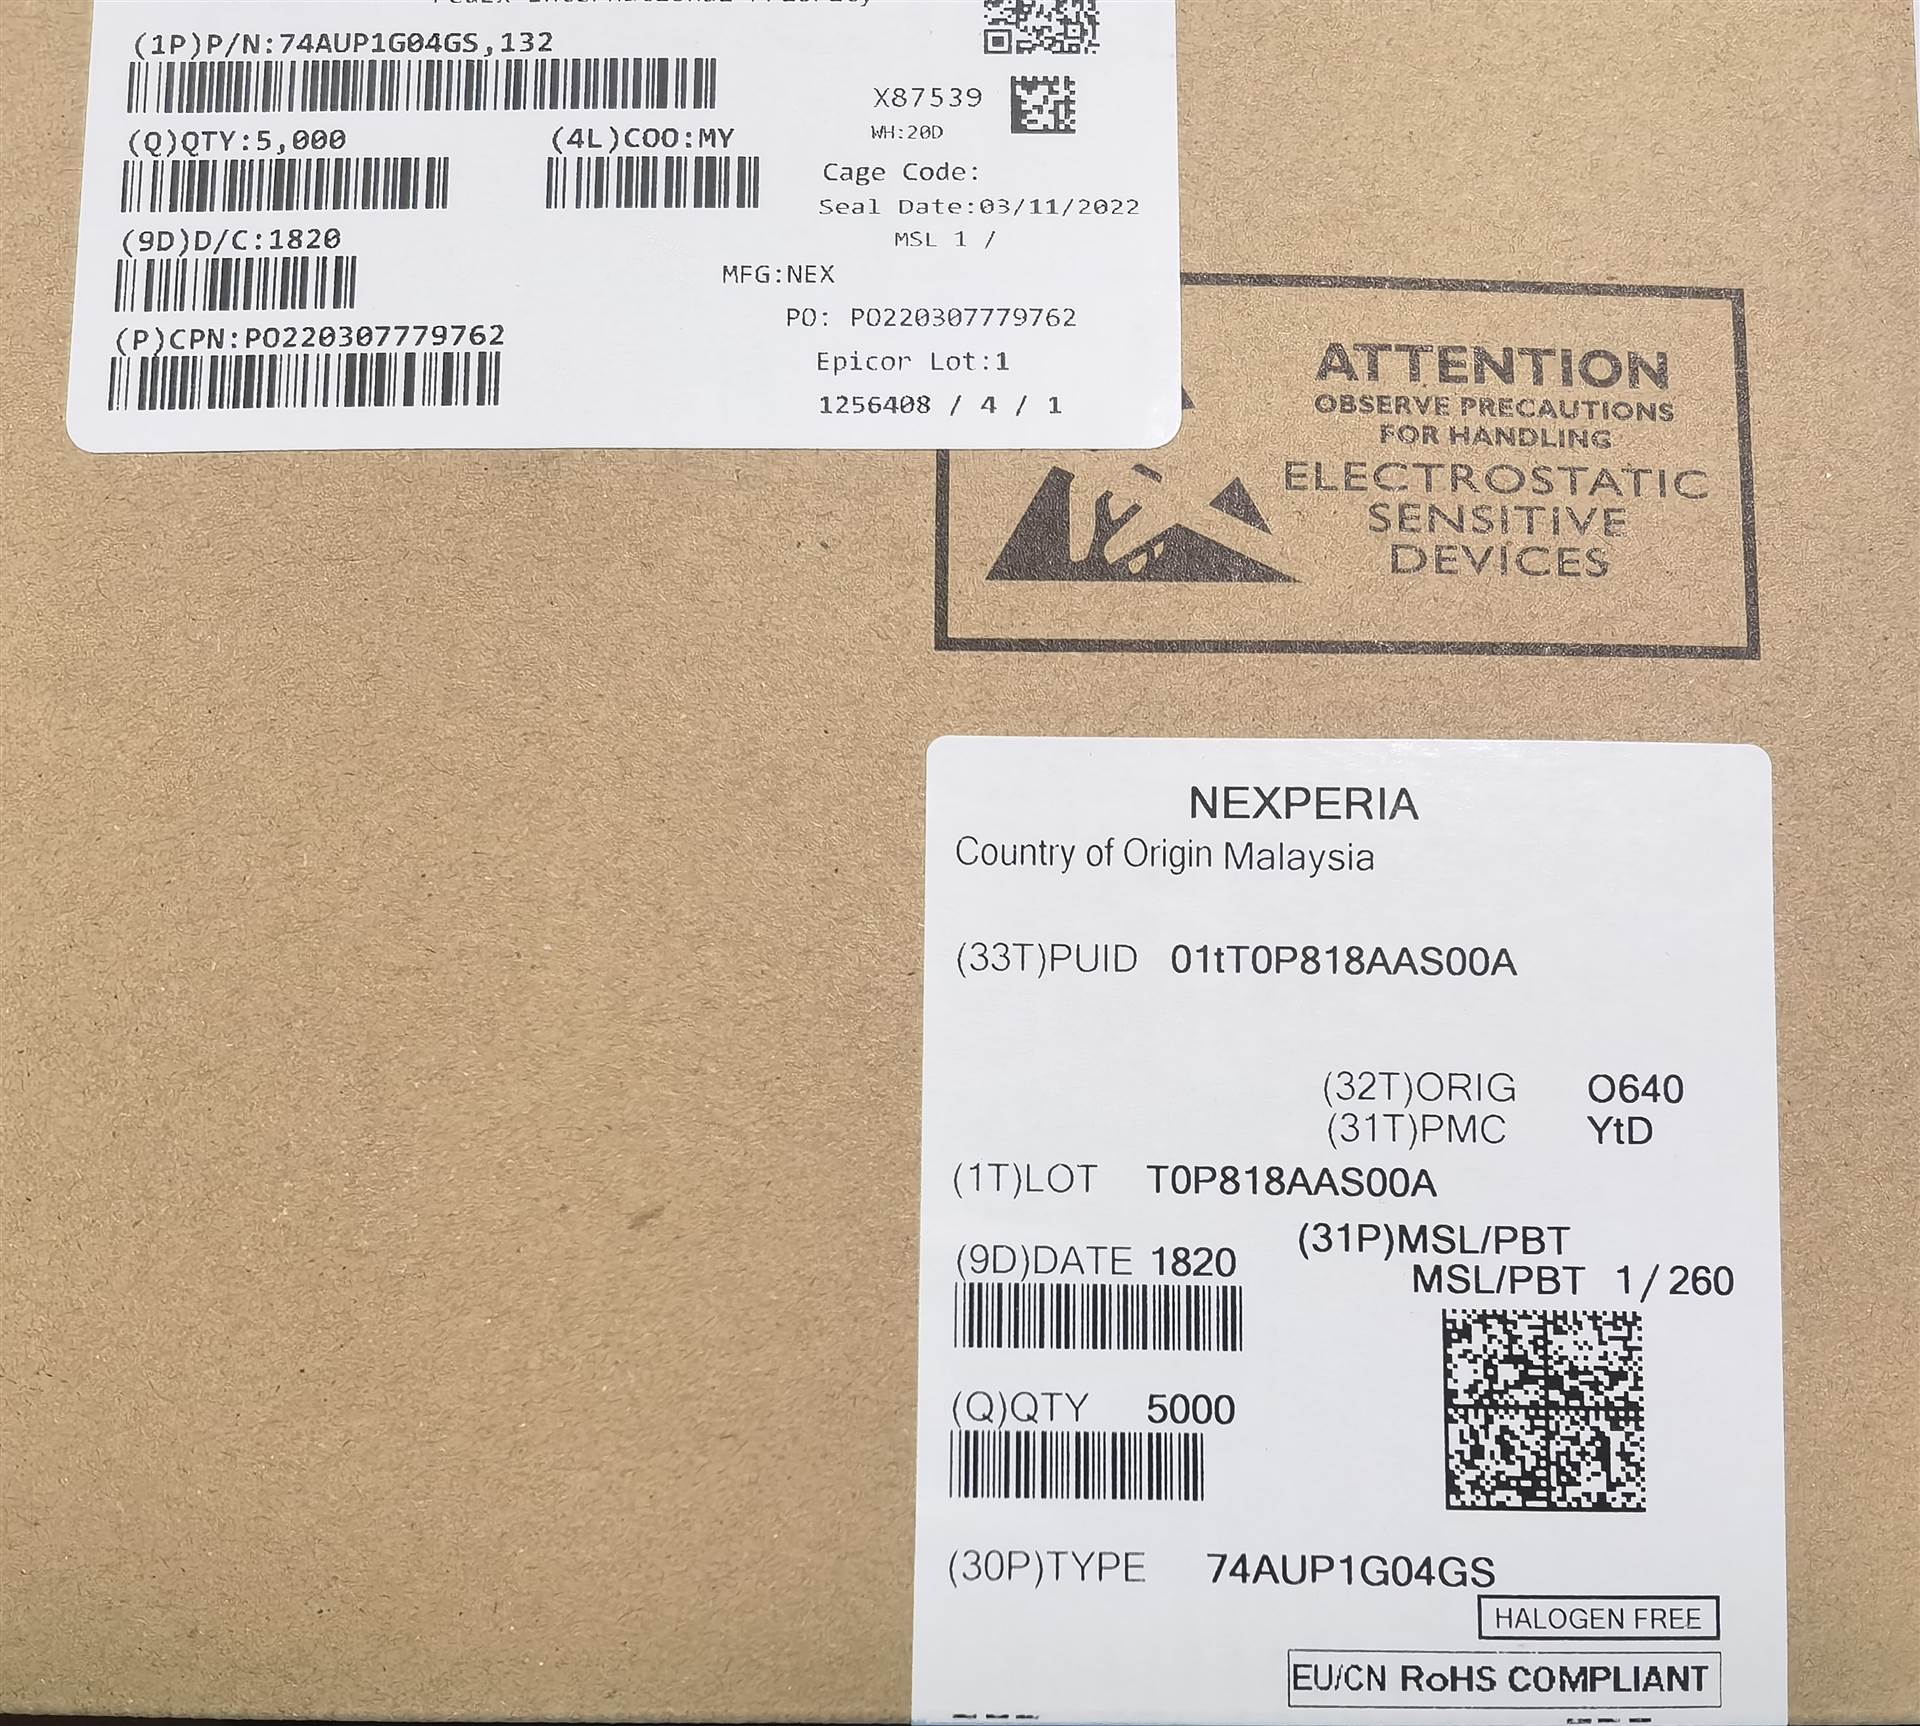 FedEx International Priority
(1P)P/N:74AUP1G04GS,132
X87539
WH:20D
(Q)QTY:5,000
(4L)COO:MY
Cage Code:
Seal Date:03/11/2022
(9D)D/C:1820
MSL 1 /
MFG:NEX
PO: PO220307779762
(P)CPN:PO220307779762
Epicor Lot:1
1256408 / 4 / 1
ATTENTION
OBSERVE PRECAUTIONS
FOR HANDLING
ELECTROSTATIC
SENSITIVE
DEVICES
NEXPERIA
Country of Origin Malaysia
(33T)PUID 01tT0P818AAS00A
(32T)ORIG O640
(31T)PMC YtD
(1T)LOT T0P818AAS00A
(31P)MSL/PBT
(9D)DATE 1820
MSL/PBT 1/260
(Q)QTY 5000
(30P)TYPE 74AUP1G04GS
HALOGEN FREE
EU/CN RoHS COMPLIANT